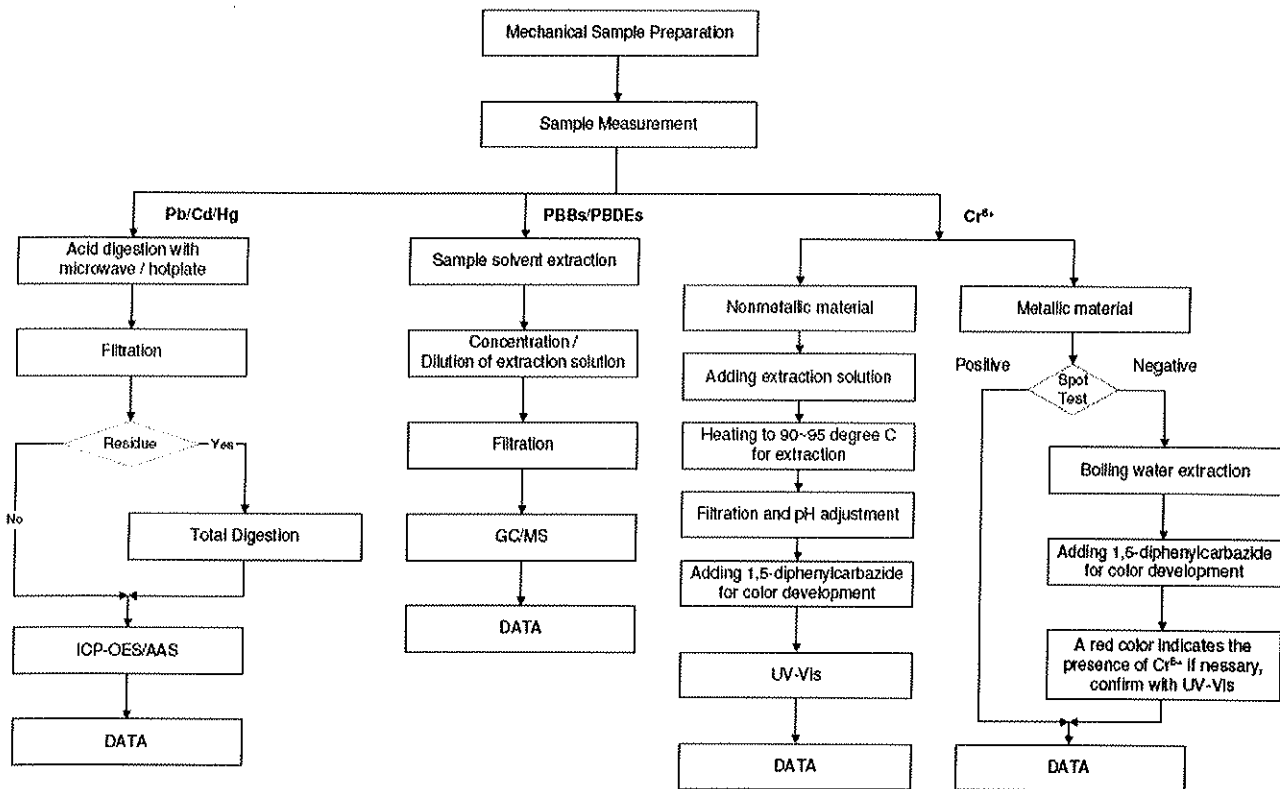 Mechanical Sample Preparation
Sample Measurement
Pb/Cd/Hg
Acid digestion with
microwave / hotplate
Filtration
Residue
Yes
No
Total Digestion
ICP-OES/AAS
DATA
PBBs/PBDEs
Sample solvent extraction
Concentration /
Dilution of extraction solution
Filtration
GC/MS
DATA
Cr⁶⁺
Nonmetallic material
Adding extraction solution
Heating to 90~95 degree C
for extraction
Filtration and pH adjustment
Adding 1,5-diphenylcarbazide
for color development
UV-Vis
DATA
Metallic material
Positive
Spot
Test
Negative
Boiling water extraction
Adding 1,5-diphenylcarbazide
for color development
A red color indicates the
presence of Cr⁶⁺ if nessary,
confirm with UV-Vis
DATA